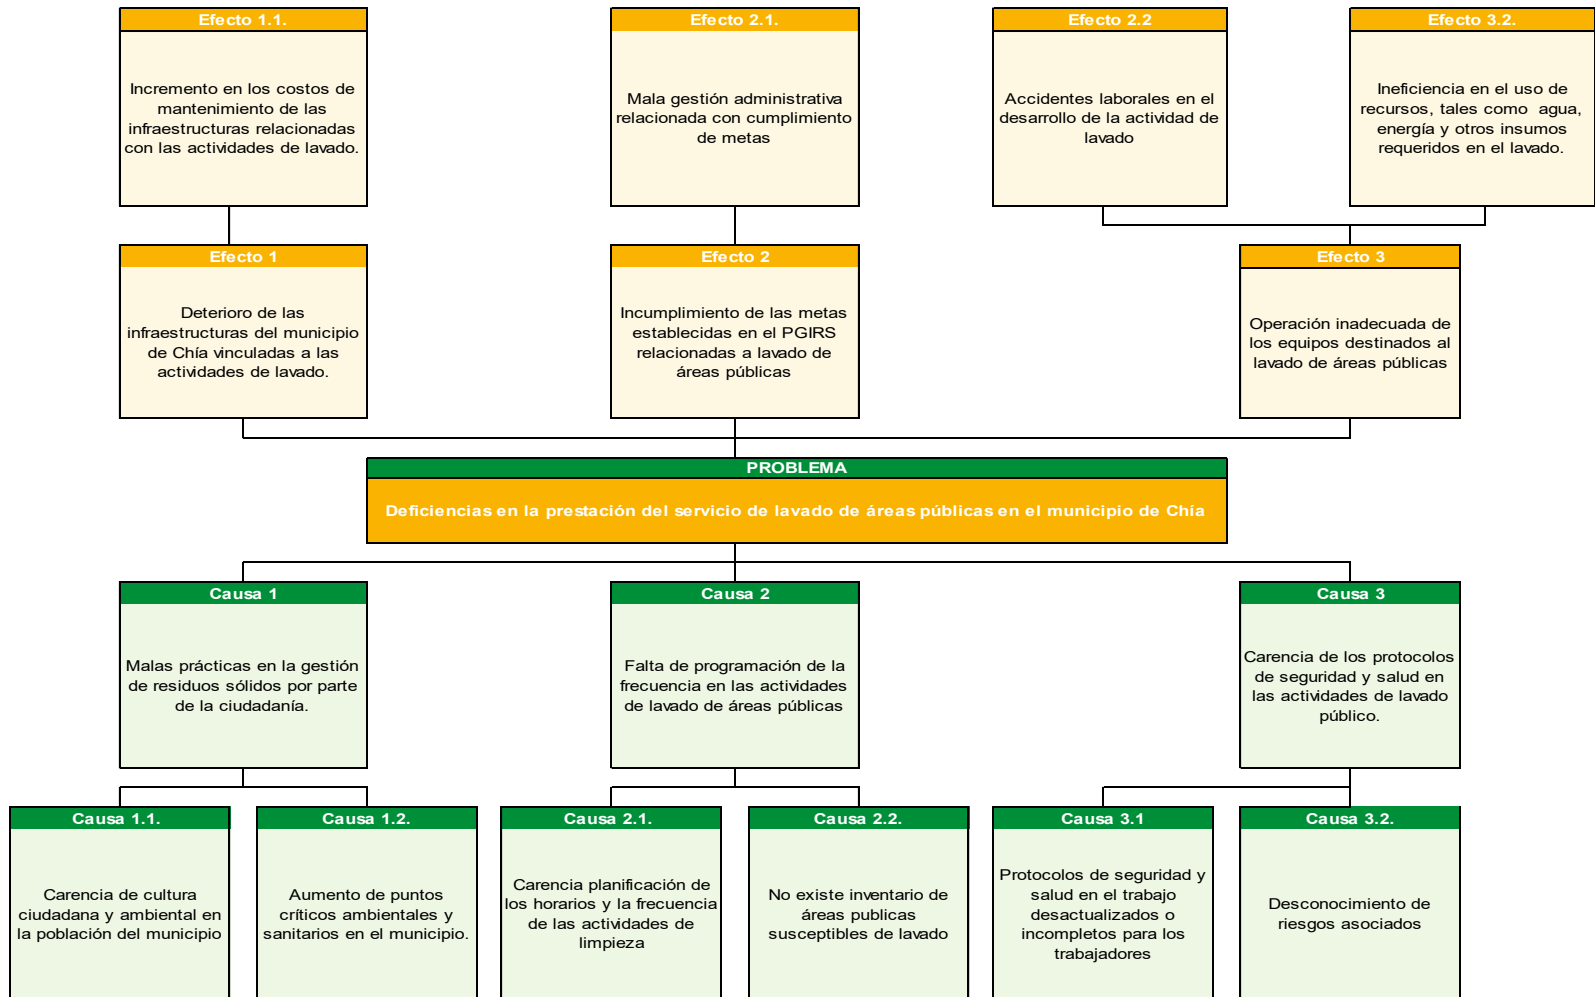 Efecto 1.1.
Incremento en los costos de
mantenimiento de las
infraestructuras relacionadas
con las actividades de lavado.
Efecto 2.1.
Mala gestión administrativa
relacionada con cumplimiento
de metas
Efecto 2.2
Accidentes laborales en el
desarrollo de la actividad de
lavado
Efecto 3.2.
Ineficiencia en el uso de
recursos, tales como agua,
energía y otros insumos
requeridos en el lavado.
Efecto 1
Deterioro de las
infraestructuras del municipio
de Chía vinculadas a las
actividades de lavado.
Efecto 2
Incumplimiento de las metas
establecidas en el PGIRS
relacionadas a lavado de
áreas públicas
Efecto 3
Operación inadecuada de
los equipos destinados al
lavado de áreas públicas
PROBLEMA
Deficiencias en la prestación del servicio de lavado de áreas públicas en el municipio de Chía
Causa 1
Malas prácticas en la gestión
de residuos sólidos por parte
de la ciudadanía.
Causa 2
Falta de programación de la
frecuencia en las actividades
de lavado de áreas públicas
Causa 3
Carencia de los protocolos
de seguridad y salud en
las actividades de lavado
público.
Causa 1.1.
Carencia de cultura
ciudadana y ambiental en
la población del municipio
Causa 1.2.
Aumento de puntos
críticos ambientales y
sanitarios en el municipio.
Causa 2.1.
Carencia planificación de
los horarios y la frecuencia
de las actividades de
limpieza
Causa 2.2.
No existe inventario de
áreas publicas
susceptibles de lavado
Causa 3.1
Protocolos de seguridad y
salud en el trabajo
desactualizados o
incompletos para los
trabajadores
Causa 3.2.
Desconocimiento de
riesgos asociados